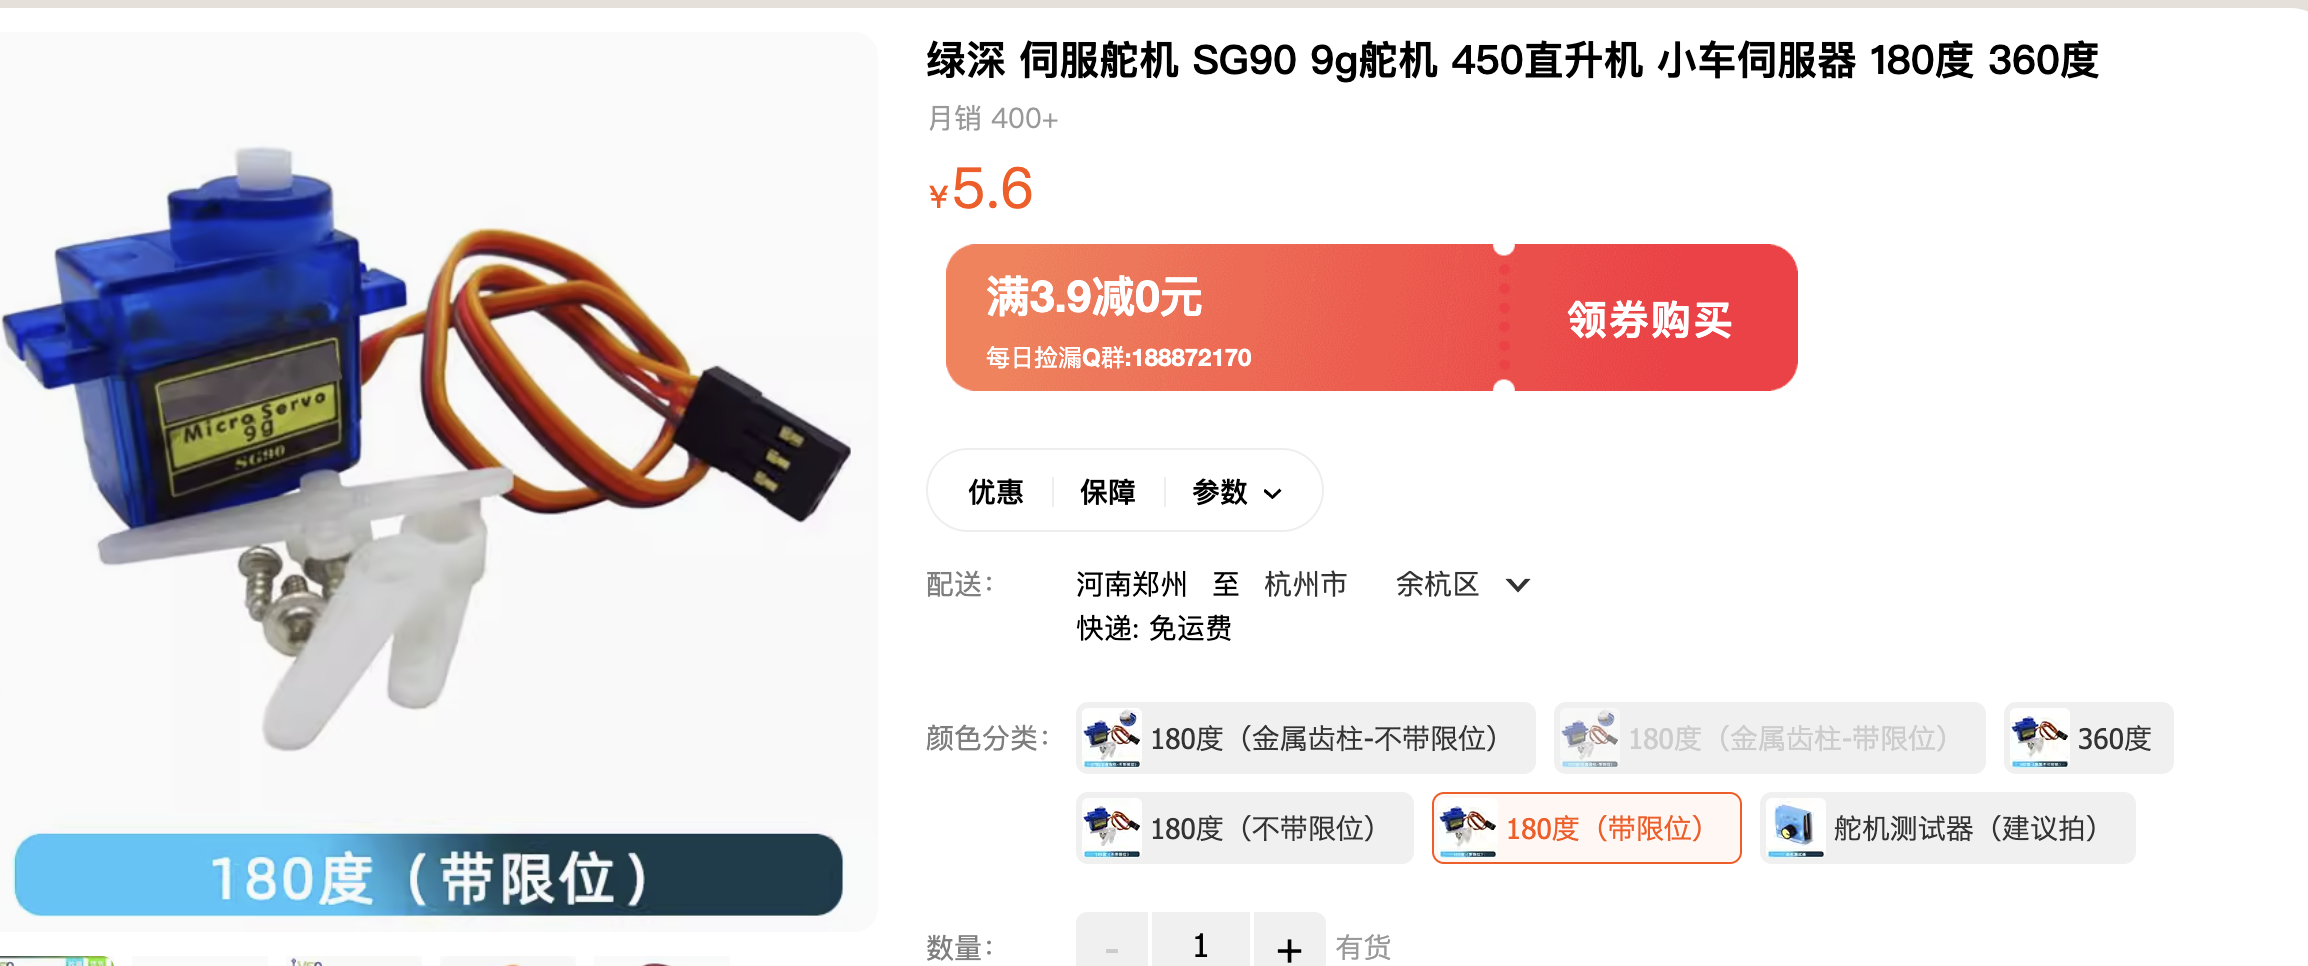 绿深 伺服舵机 SG90 9g舵机 450直升机 小车伺服器 180度 360度
月销 400+
¥5.6
满3.9减0元
每日捡漏Q群:188872170
领券购买
Micro Servo
9g
SG90
180度（带限位）
优惠
保障
参数
配送：
河南郑州 至 杭州市 余杭区
快递: 免运费
颜色分类：
180度（金属齿柱-不带限位）
180度（金属齿柱-带限位）
360度
180度（不带限位）
180度（带限位）
舵机测试器（建议拍）
数量：
- 1 +
有货